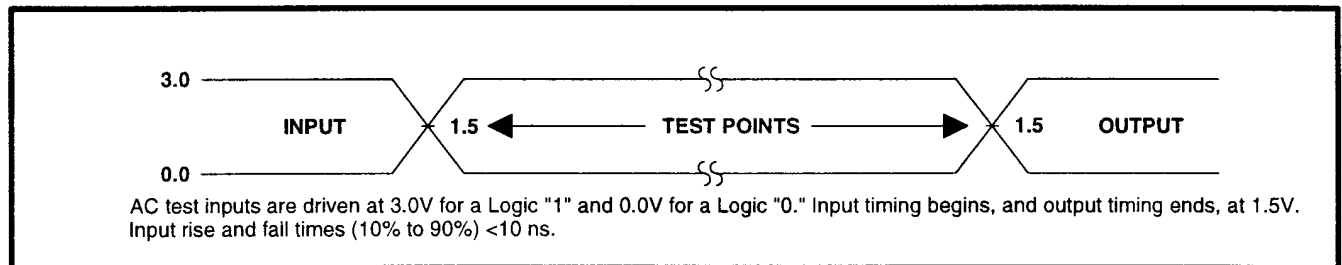 3.0
INPUT 1.5 TEST POINTS 1.5 OUTPUT
0.0
AC test inputs are driven at 3.0V for a Logic "1" and 0.0V for a Logic "0." Input timing begins, and output timing ends, at 1.5V.
Input rise and fall times (10% to 90%) <10 ns.